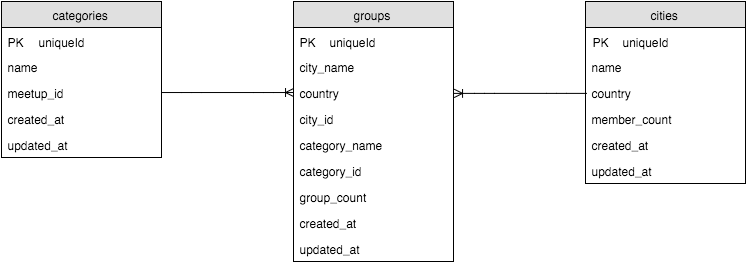 categories
PK uniqueId
name
meetup_id
created_at
updated_at
groups
PK uniqueId
city_name
country
city_id
category_name
category_id
group_count
created_at
updated_at
cities
PK uniqueId
name
country
member_count
created_at
updated_at